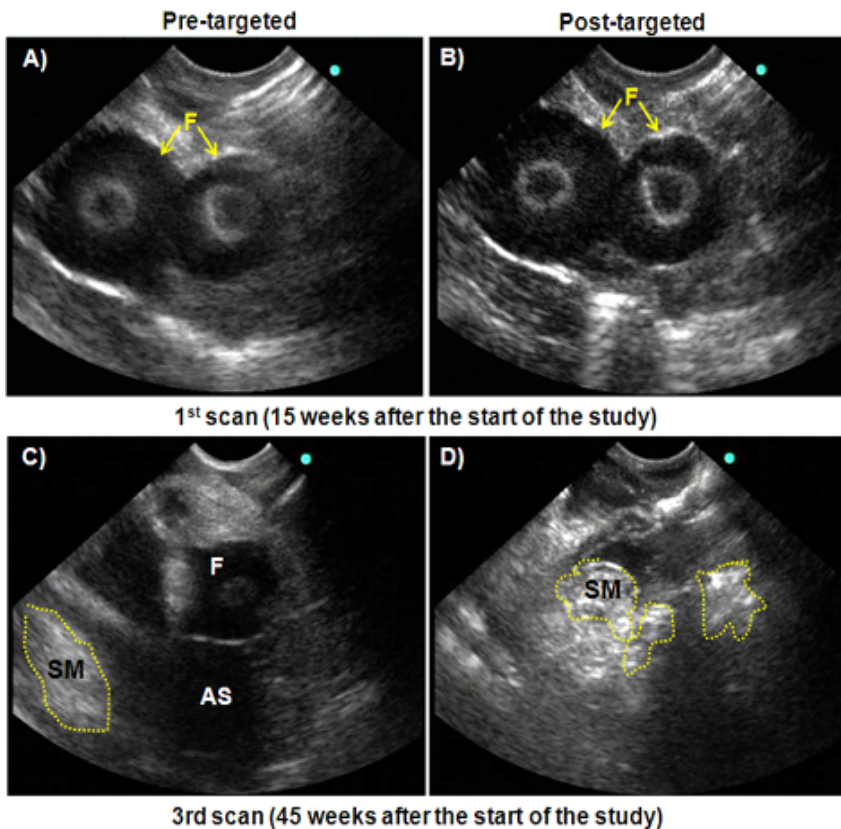 Pre-targeted Post-targeted
A) B)
F F
1st scan (15 weeks after the start of the study)
C) D)
F
SM SM
AS
3rd scan (45 weeks after the start of the study)